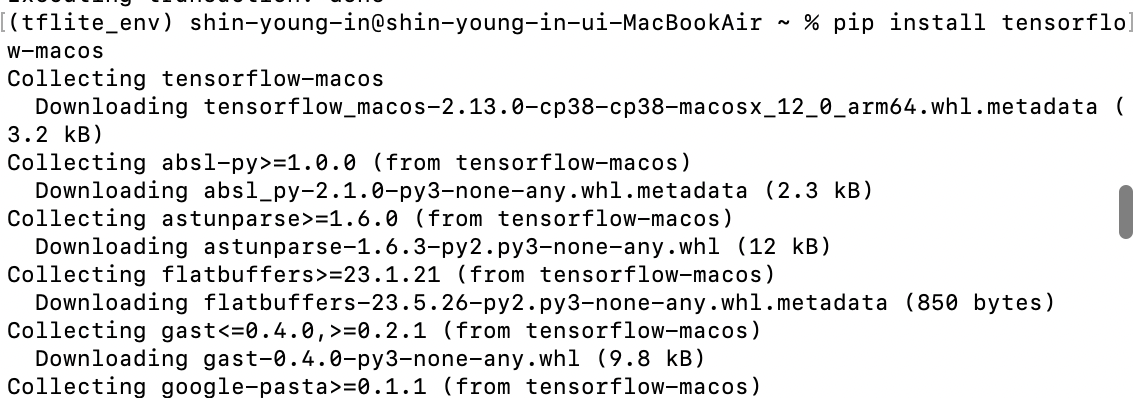 Executing transaction: done
[(tflite_env) shin-young-in@shin-young-in-ui-MacBookAir ~ % pip install tensorflo]
w-macos
Collecting tensorflow-macos
  Downloading tensorflow_macos-2.13.0-cp38-cp38-macosx_12_0_arm64.whl.metadata (
3.2 kB)
Collecting absl-py>=1.0.0 (from tensorflow-macos)
  Downloading absl_py-2.1.0-py3-none-any.whl.metadata (2.3 kB)
Collecting astunparse>=1.6.0 (from tensorflow-macos)
  Downloading astunparse-1.6.3-py2.py3-none-any.whl (12 kB)
Collecting flatbuffers>=23.1.21 (from tensorflow-macos)
  Downloading flatbuffers-23.5.26-py2.py3-none-any.whl.metadata (850 bytes)
Collecting gast<=0.4.0,>=0.2.1 (from tensorflow-macos)
  Downloading gast-0.4.0-py3-none-any.whl (9.8 kB)
Collecting google-pasta>=0.1.1 (from tensorflow-macos)